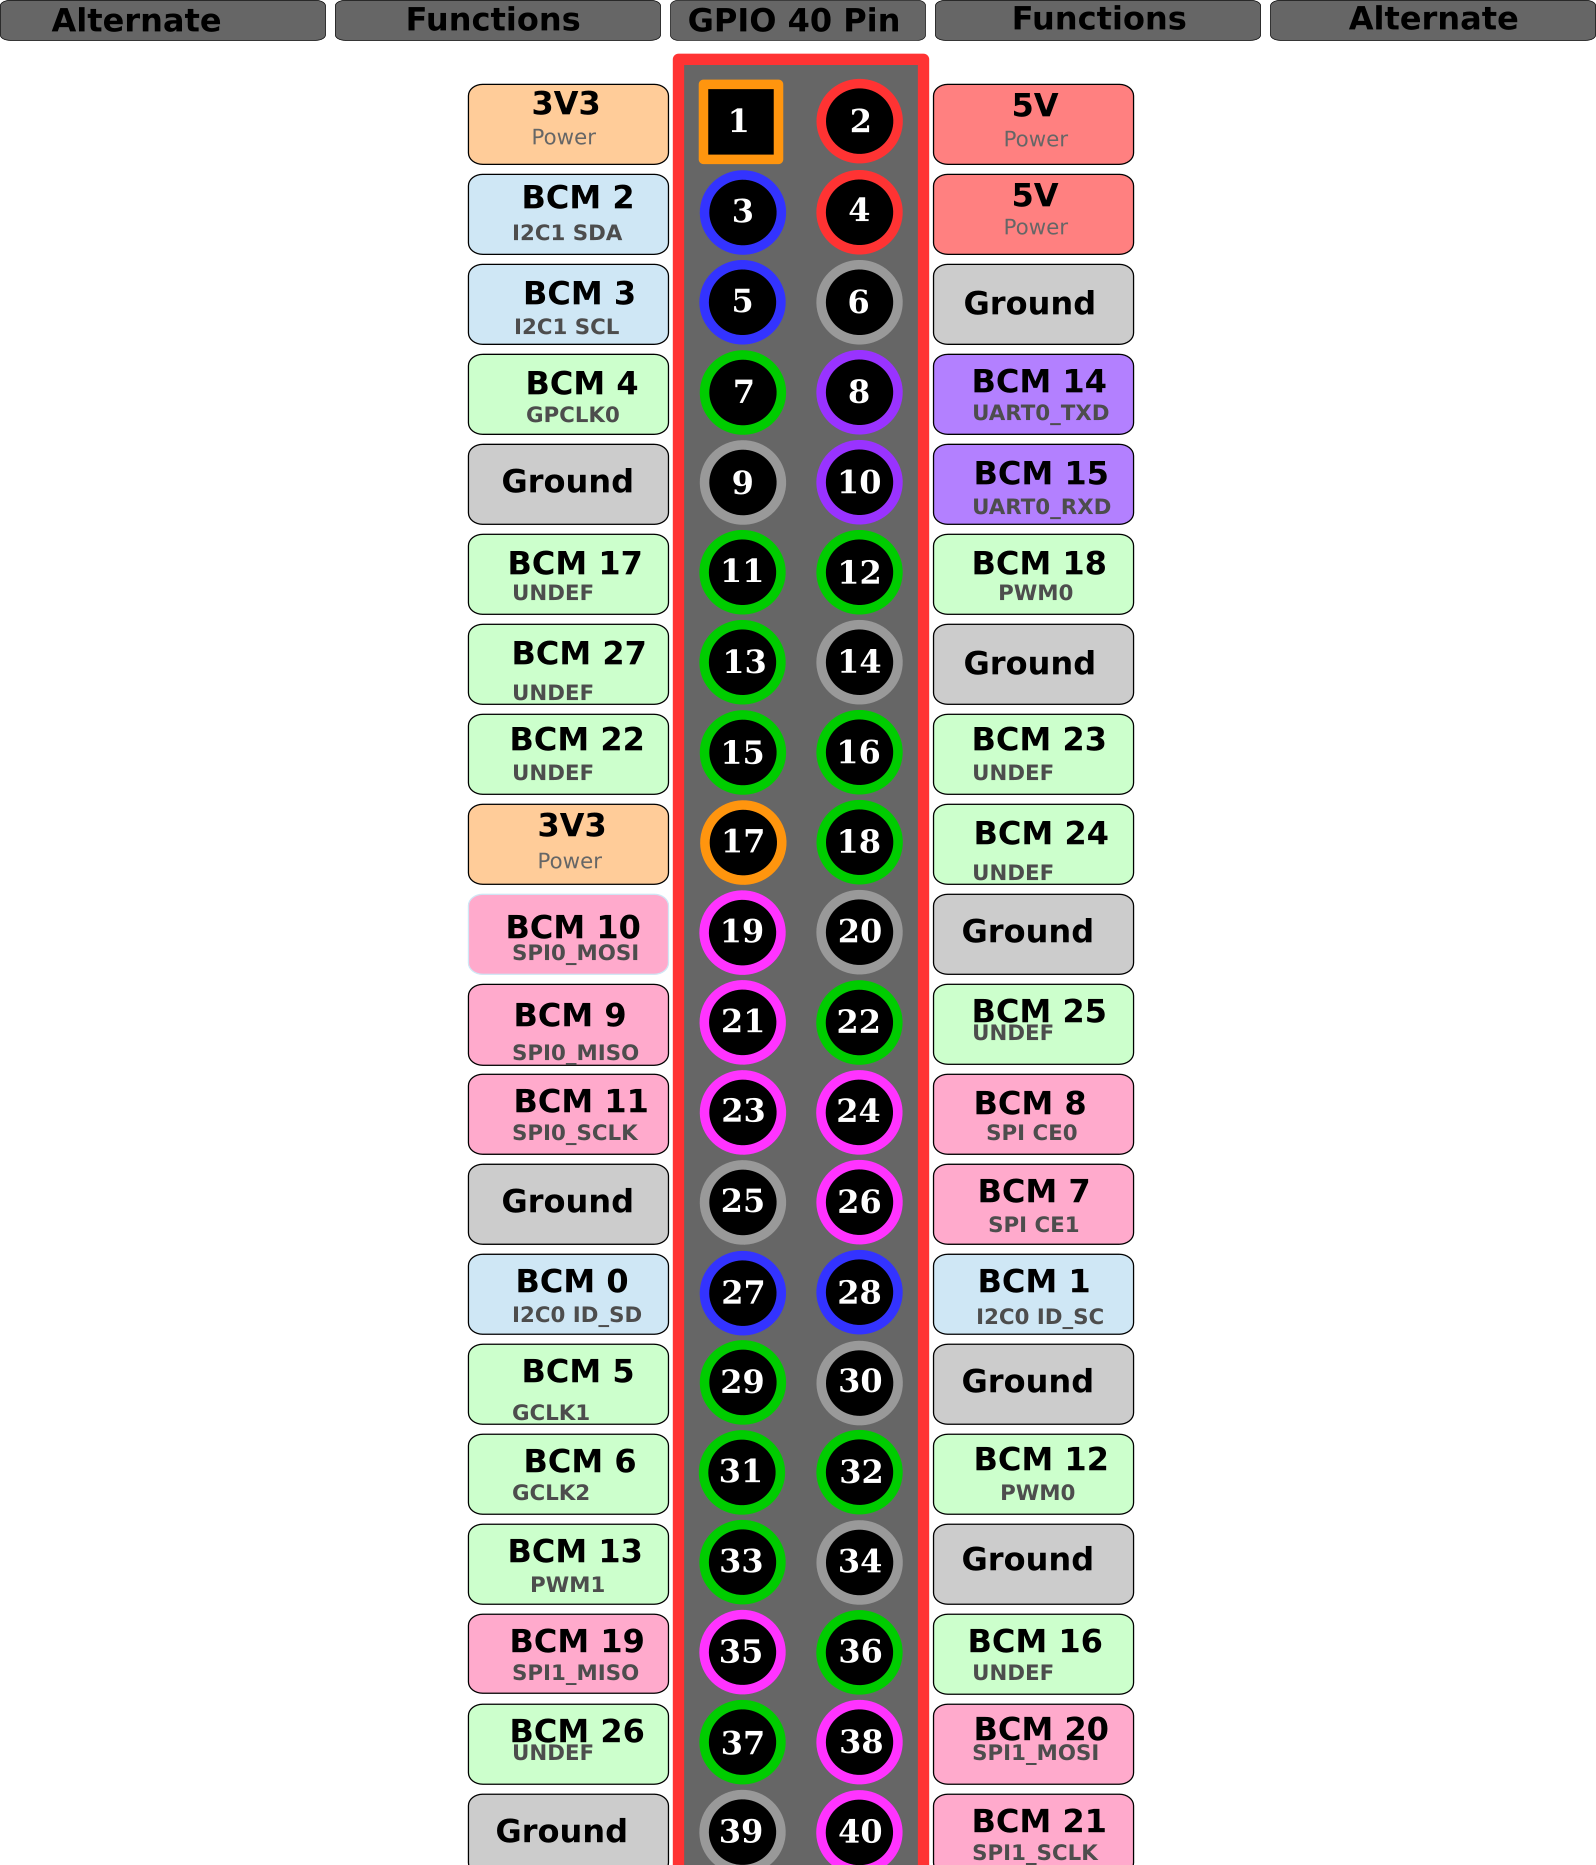 Alternate Functions GPIO 40 Pin Functions Alternate
3V3 1 2 5V
Power Power
BCM 2 3 4 5V
I2C1 SDA Power
BCM 3 5 6 Ground
I2C1 SCL
BCM 4 7 8 BCM 14
GPCLK0 UART0_TXD
Ground 9 10 BCM 15
UART0_RXD
BCM 17 11 12 BCM 18
UNDEF PWM0
BCM 27 13 14 Ground
UNDEF
BCM 22 15 16 BCM 23
UNDEF UNDEF
3V3 17 18 BCM 24
Power UNDEF
BCM 10 19 20 Ground
SPI0_MOSI
BCM 9 21 22 BCM 25
SPI0_MISO UNDEF
BCM 11 23 24 BCM 8
SPI0_SCLK SPI CE0
Ground 25 26 BCM 7
SPI CE1
BCM 0 27 28 BCM 1
I2C0 ID_SD I2C0 ID_SC
BCM 5 29 30 Ground
GCLK1
BCM 6 31 32 BCM 12
GCLK2 PWM0
BCM 13 33 34 Ground
PWM1
BCM 19 35 36 BCM 16
SPI1_MISO UNDEF
BCM 26 37 38 BCM 20
UNDEF SPI1_MOSI
Ground 39 40 BCM 21
SPI1_SCLK